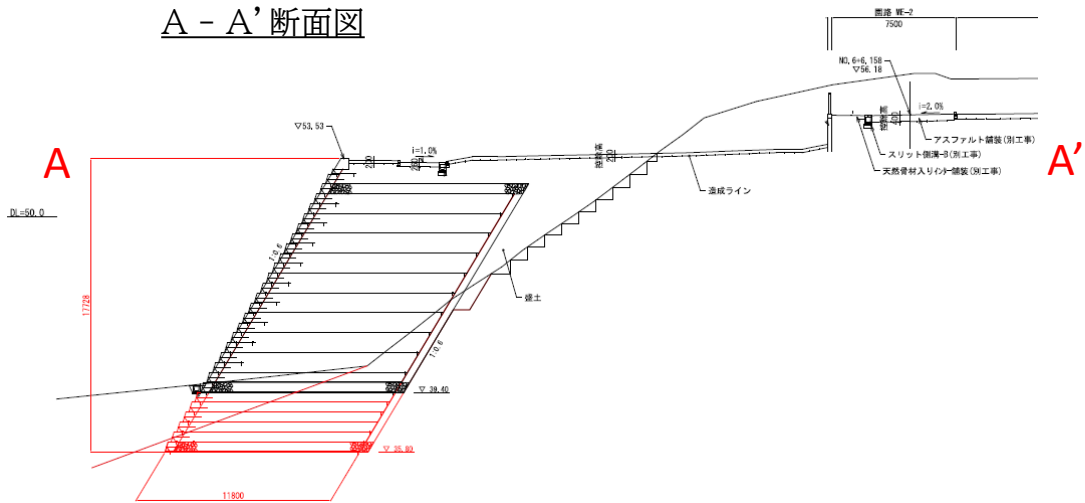 A - A’断面図
園路 WE-2
7500
NO,6+6,158
▽56.18
i=2.0%
400
アスファルト舗装(別工事)
スリット側溝-B(別工事)
天然骨材入りｲﾝﾀｰ舗装(別工事)
A
A’
▽53,53
i=1.0%
200
200
造成ライン
DL=50.0
1:0.6
盛土
17728
1:0.6
▽ 39.40
11800